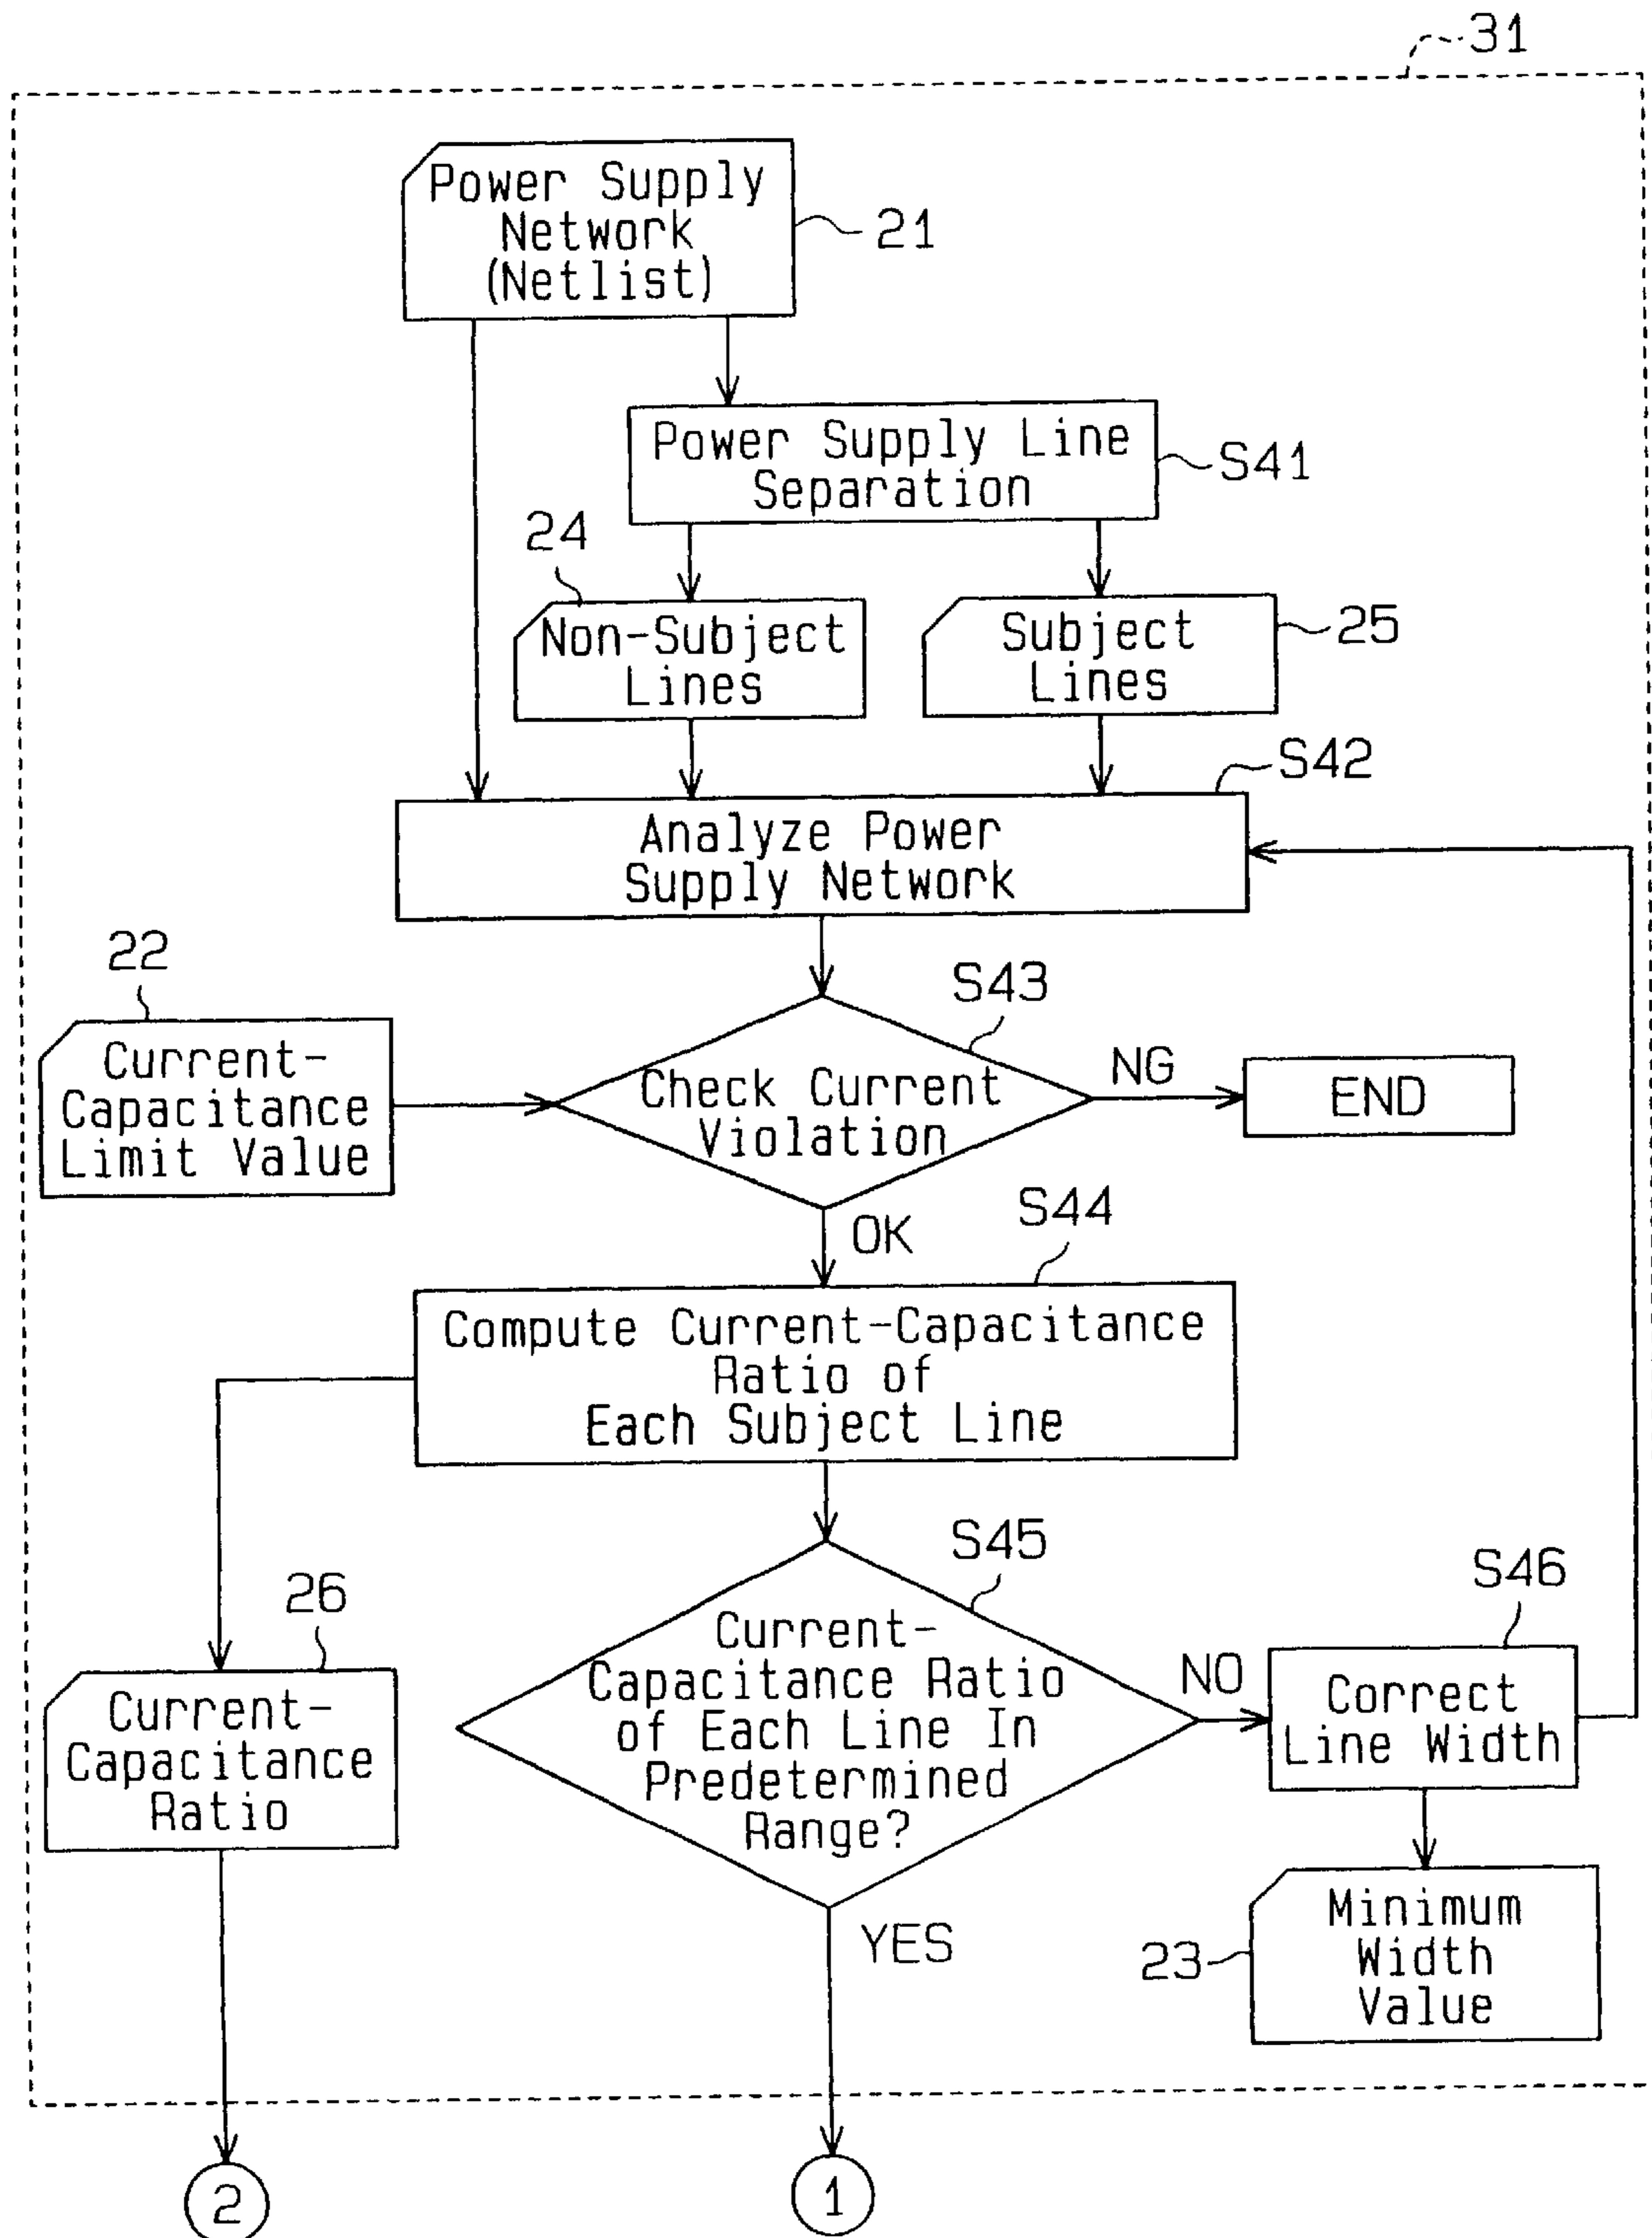 31
Power Supply
Network
(Netlist)
21
Power Supply Line
Separation
S41
24
Non-Subject
Lines
Subject
Lines
25
S42
Analyze Power
Supply Network
22
Current-
Capacitance
Limit Value
S43
Check Current
Violation
NG
END
OK
S44
Compute Current-Capacitance
Ratio of
Each Subject Line
S45
26
Current-
Capacitance
Ratio
Current-
Capacitance Ratio
of Each Line In
Predetermined
Range?
NO
S46
Correct
Line Width
YES
23
Minimum
Width
Value
2
1